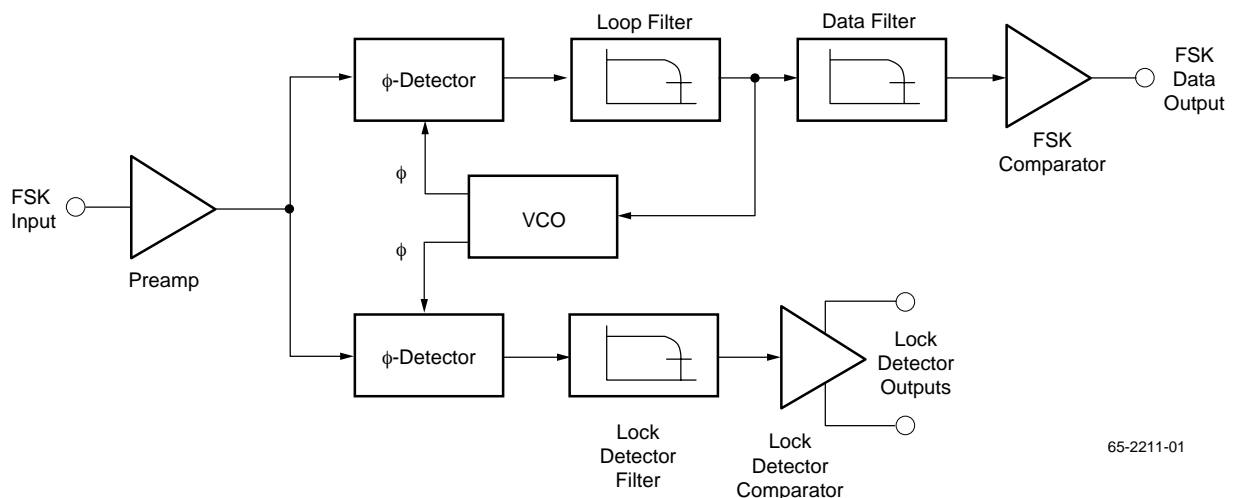 Loop Filter
Data Filter
ϕ-Detector
FSK
Data
Output
FSK
Comparator
ϕ
FSK
Input
VCO
Preamp
ϕ
ϕ-Detector
Lock
Detector
Outputs
Lock
Detector
Filter
Lock
Detector
Comparator
65-2211-01